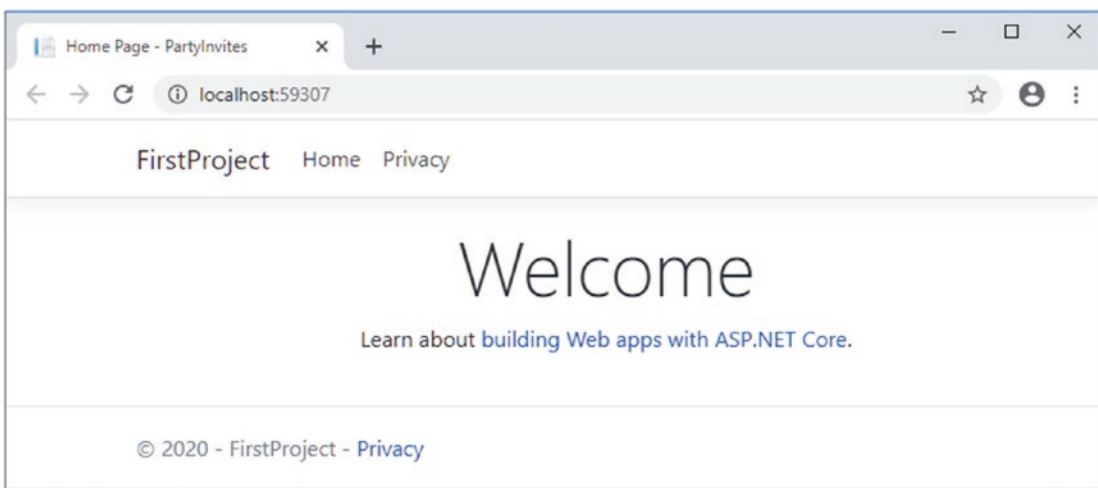 Home Page - PartyInvites
localhost:59307
FirstProject Home Privacy
Welcome
Learn about building Web apps with ASP.NET Core.
© 2020 - FirstProject - Privacy